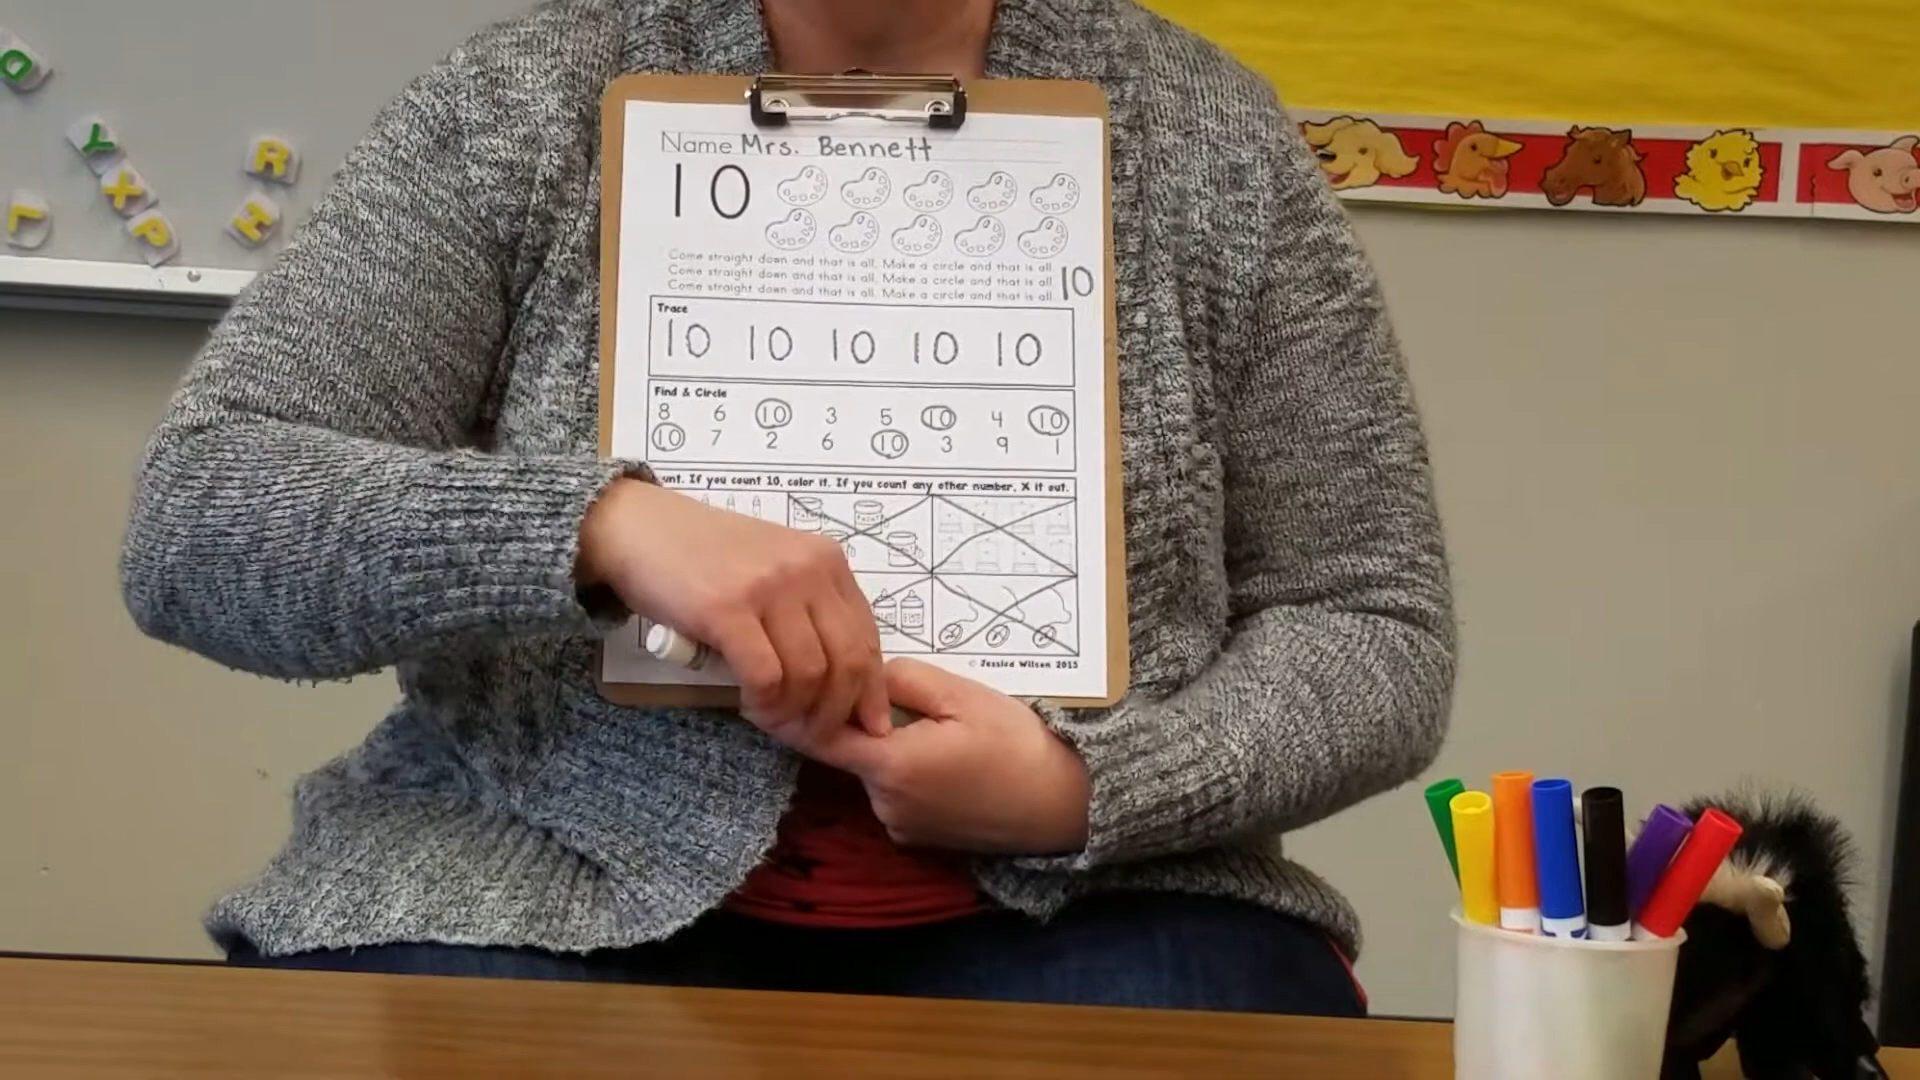 Name Mrs. Bennett
10
Come straight down and that is all. Make a circle and that is all.
Come straight down and that is all. Make a circle and that is all.
Come straight down and that is all. Make a circle and that is all.
10
Trace
10 10 10 10 10
Find & Circle
8 6 10 3 5 10 4 10
10 7 2 6 10 3 9 1
unt. If you count 10, color it. If you count any other number, X it out.
© Jessica Wilson 2013
Y
X
R
L
P
H